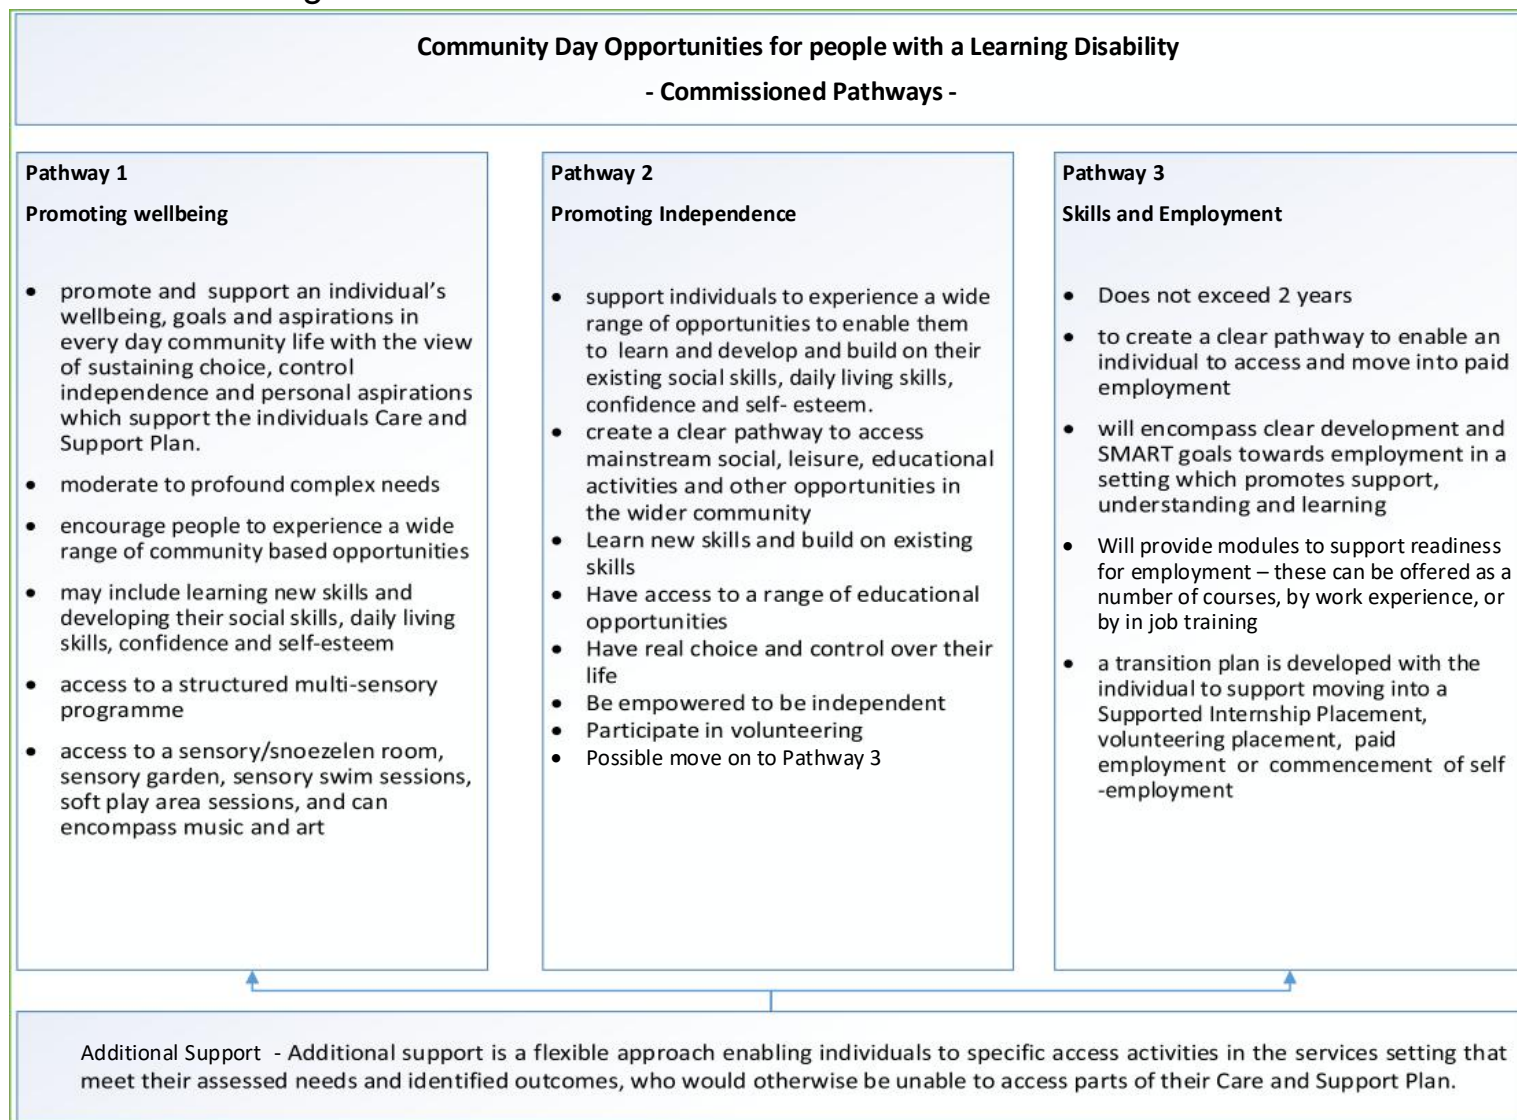 Community Day Opportunities for people with a Learning Disability
- Commissioned Pathways -
Pathway 1
Promoting wellbeing
• promote and support an individual's
wellbeing, goals and aspirations in
every day community life with the view
of sustaining choice, control
independence and personal aspirations
which support the individuals Care and
Support Plan.
• moderate to profound complex needs
• encourage people to experience a wide
range of community based opportunities
• may include learning new skills and
developing their social skills, daily living
skills, confidence and self-esteem
• access to a structured multi-sensory
programme
• access to a sensory/snoezelen room,
sensory garden, sensory swim sessions,
soft play area sessions, and can
encompass music and art
Pathway 2
Promoting Independence
• support individuals to experience a wide
range of opportunities to enable them
to learn and develop and build on their
existing social skills, daily living skills,
confidence and self- esteem.
• create a clear pathway to access
mainstream social, leisure, educational
activities and other opportunities in
the wider community
• Learn new skills and build on existing
skills
• Have access to a range of educational
opportunities
• Have real choice and control over their
life
• Be empowered to be independent
• Participate in volunteering
• Possible move on to Pathway 3
Pathway 3
Skills and Employment
• Does not exceed 2 years
• to create a clear pathway to enable an
individual to access and move into paid
employment
• will encompass clear development and
SMART goals towards employment in a
setting which promotes support,
understanding and learning
• Will provide modules to support readiness
for employment – these can be offered as a
number of courses, by work experience, or
by in job training
• a transition plan is developed with the
individual to support moving into a
Supported Internship Placement,
volunteering placement, paid
employment or commencement of self
-employment
Additional Support - Additional support is a flexible approach enabling individuals to specific access activities in the services setting that
meet their assessed needs and identified outcomes, who would otherwise be unable to access parts of their Care and Support Plan.